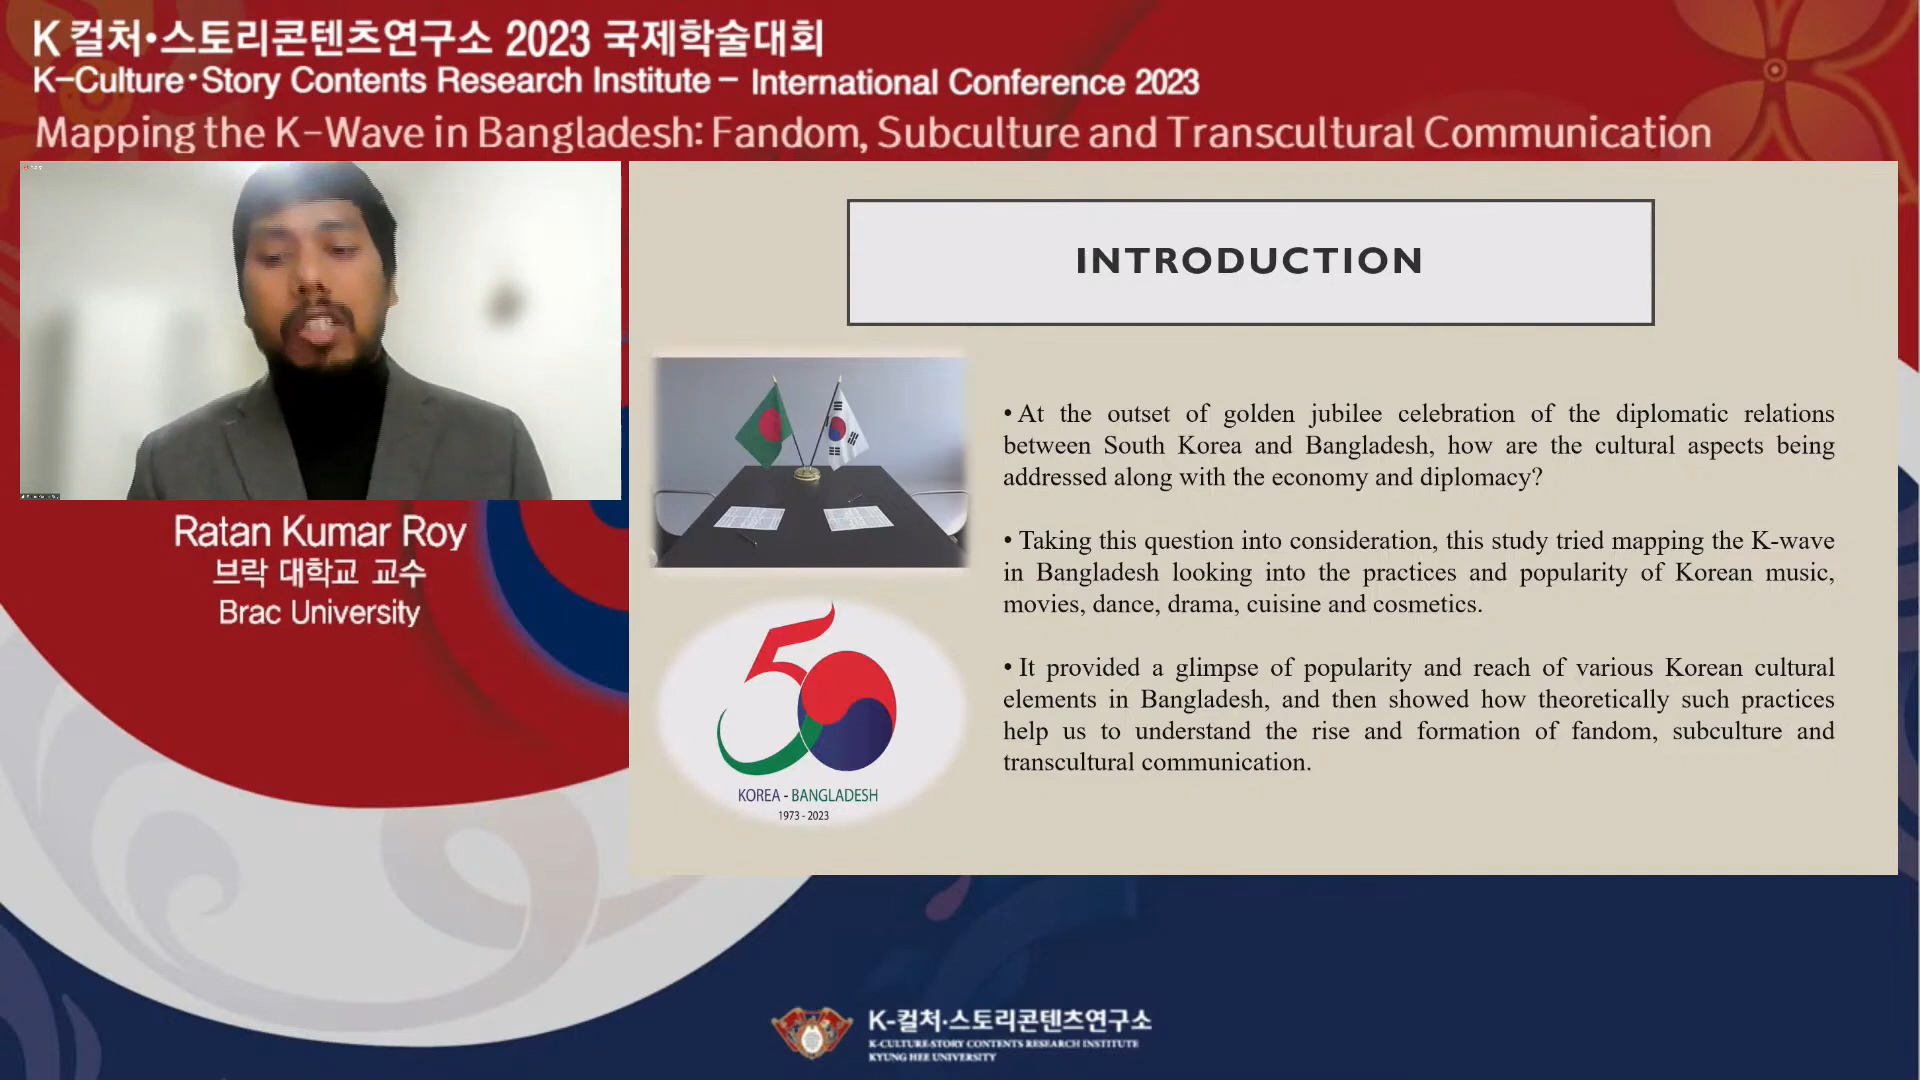 K 컬처•스토리콘텐츠연구소 2023 국제학술대회
K-Culture•Story Contents Research Institute - International Conference 2023
Mapping the K-Wave in Bangladesh: Fandom, Subculture and Transcultural Communication
Ratan Kumar Roy
브락 대학교 교수
Brac University
INTRODUCTION
• At the outset of golden jubilee celebration of the diplomatic relations
between South Korea and Bangladesh, how are the cultural aspects being
addressed along with the economy and diplomacy?
• Taking this question into consideration, this study tried mapping the K-wave
in Bangladesh looking into the practices and popularity of Korean music,
movies, dance, drama, cuisine and cosmetics.
• It provided a glimpse of popularity and reach of various Korean cultural
elements in Bangladesh, and then showed how theoretically such practices
help us to understand the rise and formation of fandom, subculture and
transcultural communication.
50
KOREA - BANGLADESH
1973 - 2023
K-컬처•스토리콘텐츠연구소
K-CULTURE•STORY CONTENTS RESEARCH INSTITUTE
KYUNG HEE UNIVERSITY